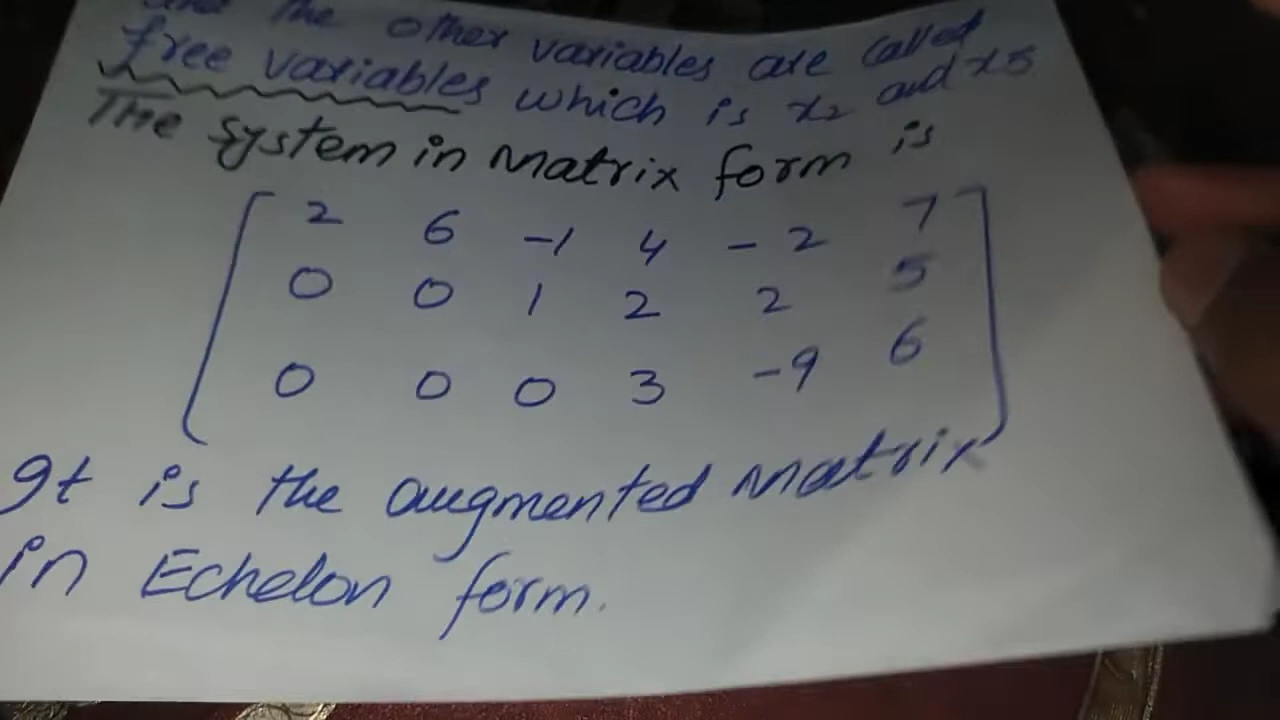 and the other variables are called
free variables which is x2 and x5
The system in Matrix form is
2 6 -1 4 -2 7
0 0 1 2 2 5
0 0 0 3 -9 6
It is the augmented Matrix
in Echelon form.